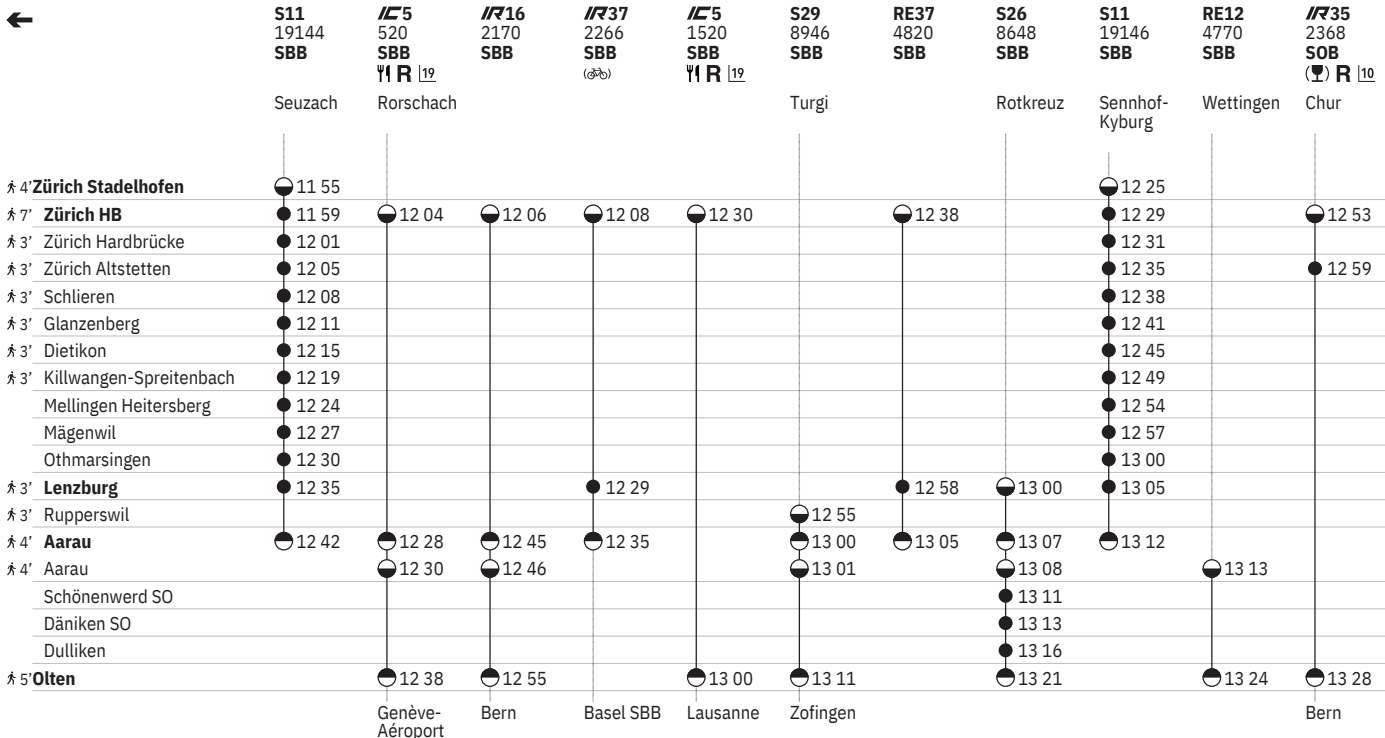 S11 IC5 IR16 IR37 IC5 S29 RE37 S26 S11 RE12 IR35
19144 520 2170 2266 1520 8946 4820 8648 19146 4770 2368
SBB SBB SBB SBB SBB SBB SBB SBB SBB SBB SOB
R 19 R 19 R 10
Seuzach Rorschach Turgi Rotkreuz Sennhof- Wettingen Chur
Kyburg
4’ Zürich Stadelhofen 11 55 12 25
7’ Zürich HB 11 59 12 04 12 06 12 08 12 30 12 38 12 29 12 53
3’ Zürich Hardbrücke 12 01 12 31
3’ Zürich Altstetten 12 05 12 35 12 59
3’ Schlieren 12 08 12 38
3’ Glanzenberg 12 11 12 41
3’ Dietikon 12 15 12 45
3’ Killwangen-Spreitenbach 12 19 12 49
Mellingen Heitersberg 12 24 12 54
Mägenwil 12 27 12 57
Othmarsingen 12 30 13 00
3’ Lenzburg 12 35 12 29 12 58 13 00 13 05
3’ Rupperswil 12 55
4’ Aarau 12 42 12 28 12 45 12 35 13 00 13 05 13 07 13 12
4’ Aarau 12 30 12 46 13 01 13 08 13 13
Schönenwerd SO 13 11
Däniken SO 13 13
Dulliken 13 16
5’ Olten 12 38 12 55 13 00 13 11 13 21 13 24 13 28
Genève- Bern Basel SBB Lausanne Zofingen Bern
Aéroport